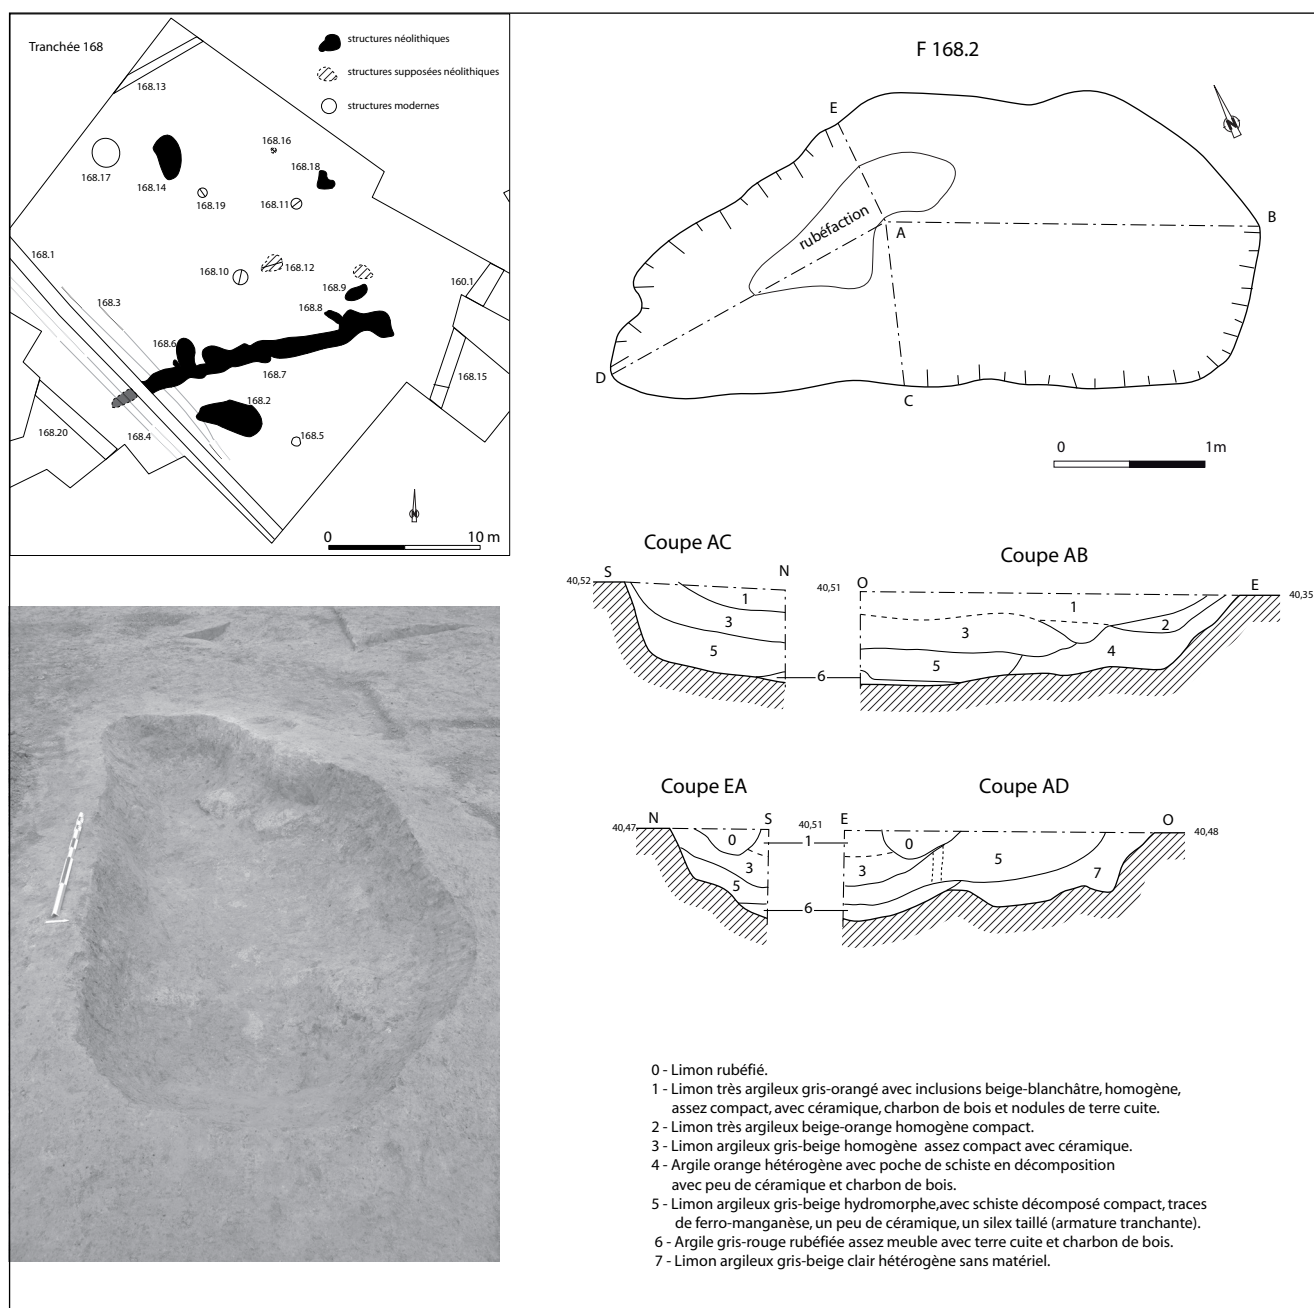 Tranchée 168
structures néolithiques
structures supposées néolithiques
structures modernes
168.13
168.17
168.14
168.16
168.18
168.19
168.11
168.1
168.10
168.12
160.1
168.3
168.9
168.8
168.6
168.7
168.15
168.2
168.20
168.4
168.5
N
0 10 m
F 168.2
E
N
B
rubéfaction
A
D
C
0 1m
Coupe AC
Coupe AB
S N O E
40,52 40,51 40,35
1 1
3 3 2
5 5 4
6
Coupe EA
Coupe AD
N S E O
40,47 40,51 40,48
0 1 0
3 3 5
5 7
6
0 - Limon rubéfié.
1 - Limon très argileux gris-orangé avec inclusions beige-blanchâtre, homogène,
assez compact, avec céramique, charbon de bois et nodules de terre cuite.
2 - Limon très argileux beige-orange homogène compact.
3 - Limon argileux gris-beige homogène assez compact avec céramique.
4 - Argile orange hétérogène avec poche de schiste en décomposition
avec peu de céramique et charbon de bois.
5 - Limon argileux gris-beige hydromorphe,avec schiste décomposé compact, traces
de ferro-manganèse, un peu de céramique, un silex taillé (armature tranchante).
6 - Argile gris-rouge rubéfiée assez meuble avec terre cuite et charbon de bois.
7 - Limon argileux gris-beige clair hétérogène sans matériel.